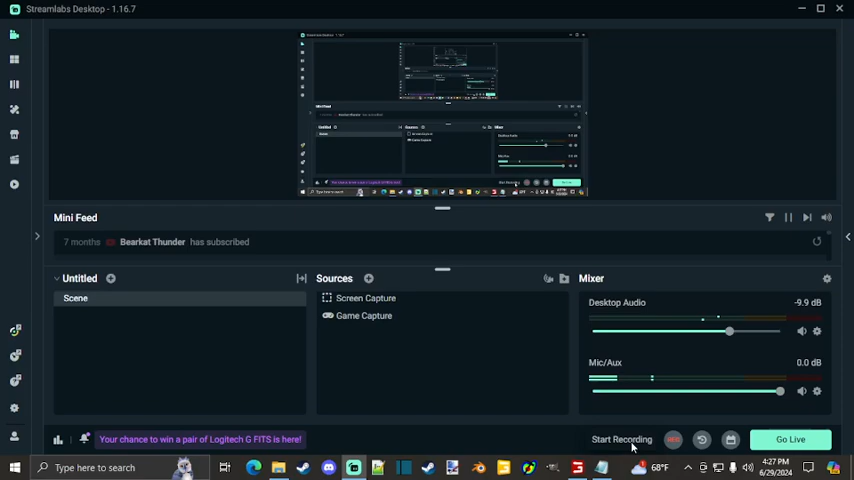 Streamlabs Desktop - 1.16.7
Mini Feed
7 months Bearkat Thunder has subscribed
Untitled
Scene
Sources
Screen Capture
Game Capture
Mixer
Desktop Audio -9.9 dB
Mic/Aux 0.0 dB
Your chance to win a pair of Logitech G FITS is here!
Start Recording REC Go Live
Type here to search
68°F
4:27 PM
6/29/2024